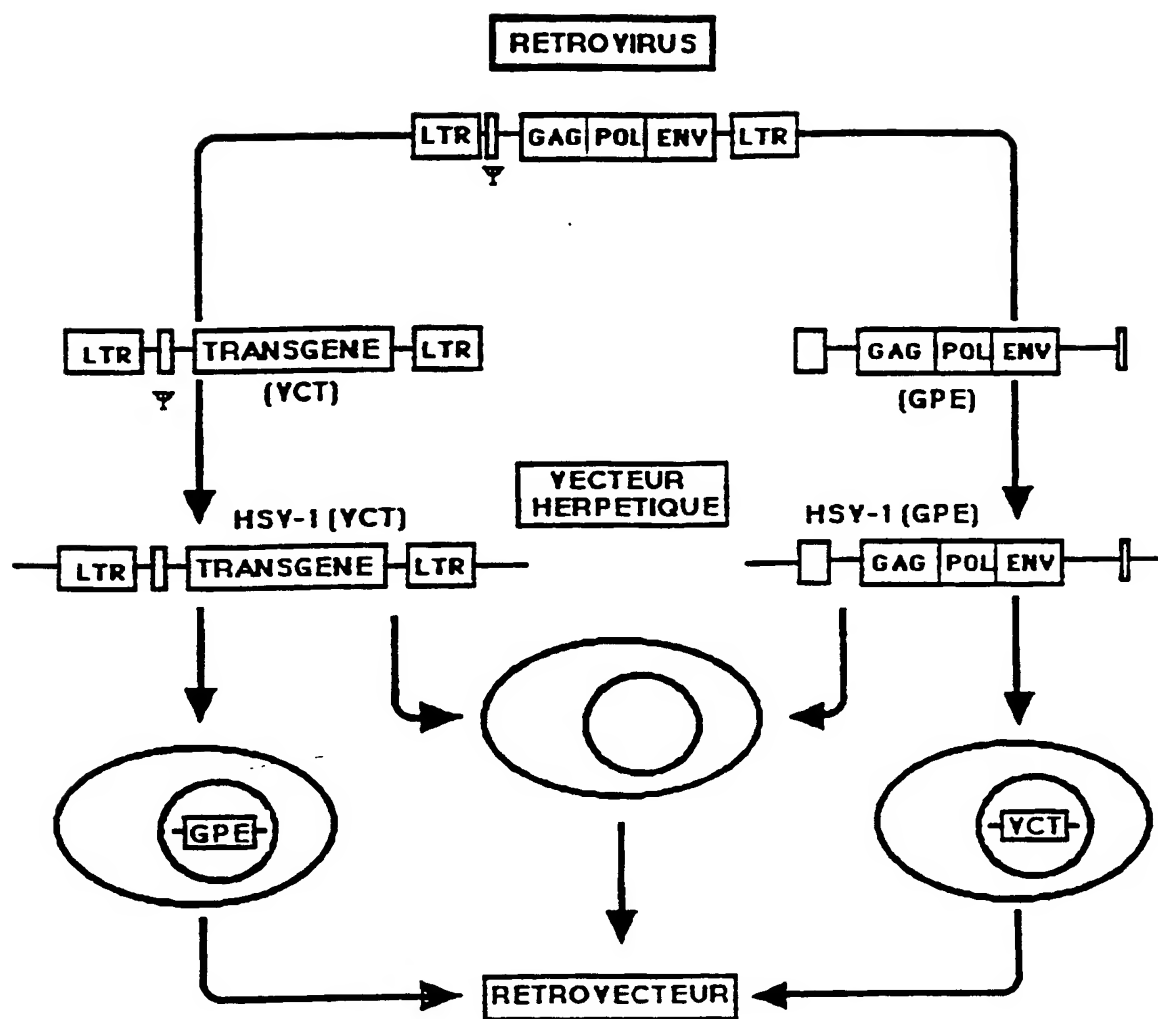 RETROVIRUS
LTR GAG POL ENV LTR
Ψ
LTR TRANSGENE LTR
(VCT)
Ψ
GAG POL ENV
(GPE)
VECTEUR
HERPETIQUE
HSV-1 (VCT)
LTR TRANSGENE LTR
HSV-1 (GPE)
GAG POL ENV
GPE
VCT
RETROVECTEUR